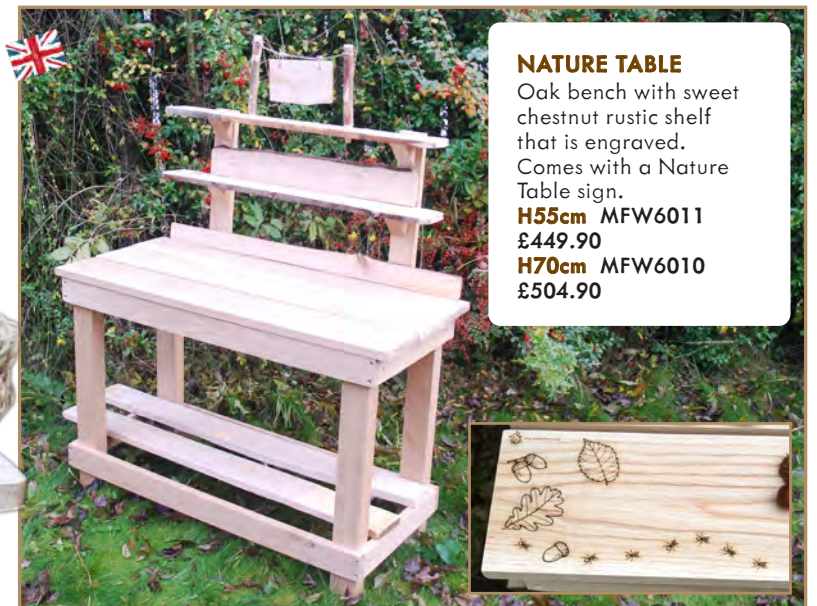 NATURE TABLE
Oak bench with sweet
chestnut rustic shelf
that is engraved.
Comes with a Nature
Table sign.
H55cm MFW6011
£449.90
H70cm MFW6010
£504.90